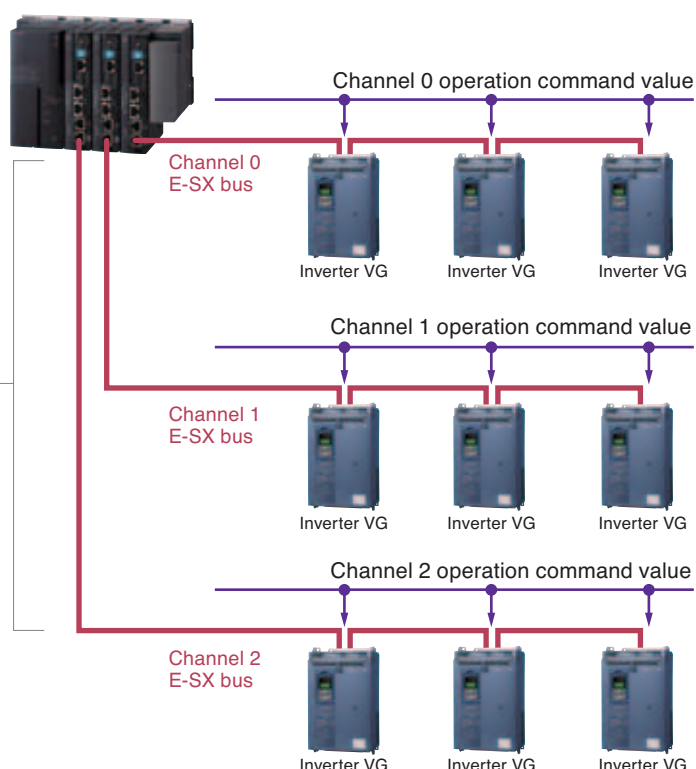 Channel 0 operation command value
Channel 0
E-SX bus
Inverter VG
Inverter VG
Inverter VG
Channel 1 operation command value
Channel 1
E-SX bus
Inverter VG
Inverter VG
Inverter VG
Channel 2 operation command value
Channel 2
E-SX bus
Inverter VG
Inverter VG
Inverter VG